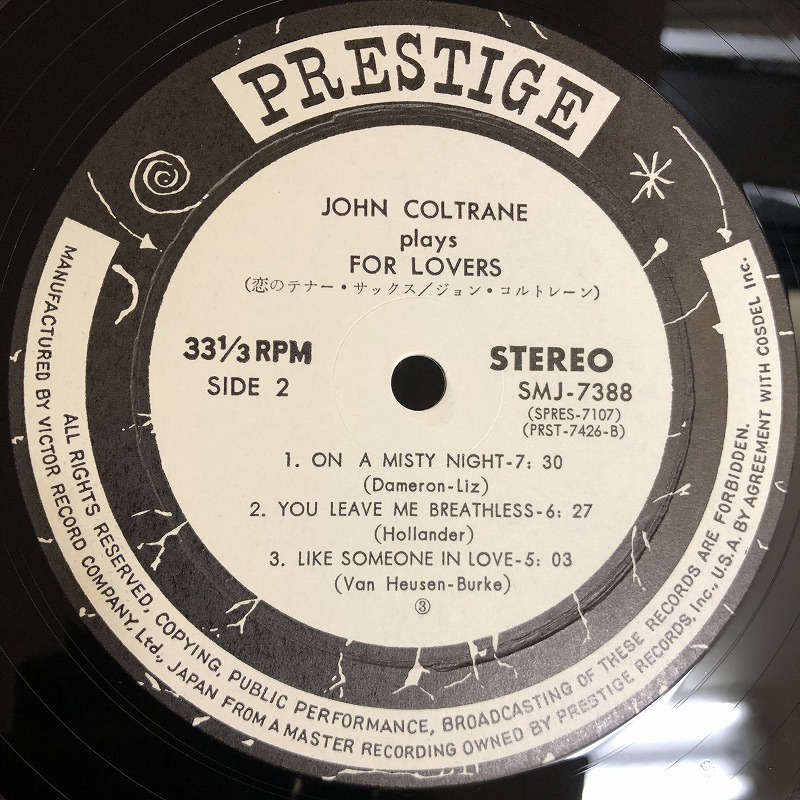 PRESTIGE
JOHN COLTRANE
plays
FOR LOVERS
(恋のテナー・サックス/ジョン・コルトレーン)
33⅓ RPM
SIDE 2
STEREO
SMJ-7388
(SPRES-7107)
(PRST-7426-B)
1. ON A MISTY NIGHT-7: 30
(Dameron-Liz)
2. YOU LEAVE ME BREATHLESS-6: 27
(Hollander)
3. LIKE SOMEONE IN LOVE-5: 03
(Van Heusen-Burke)
③
ALL RIGHTS RESERVED, COPYING, PUBLIC PERFORMANCE, BROADCASTING OF THESE RECORDS ARE FORBIDDEN.
MANUFACTURED BY VICTOR RECORD COMPANY, Ltd., JAPAN FROM A MASTER RECORDING OWNED BY PRESTIGE RECORDS, Inc., U.S.A. BY AGREEMENT WITH COSDEL Inc.